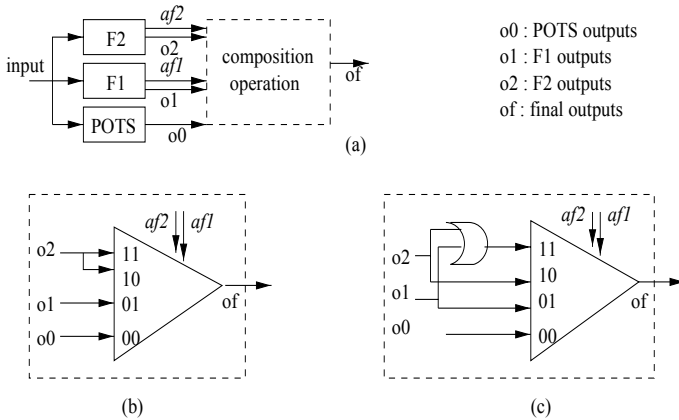 af2
F2
o2
input
af1
F1
o1
POTS
o0
composition
operation
of
(a)
o0 : POTS outputs
o1 : F1 outputs
o2 : F2 outputs
of : final outputs
af2 af1
o2
11
10
o1
01
o0
00
of
(b)
af2 af1
o2
11
10
o1
01
o0
00
of
(c)